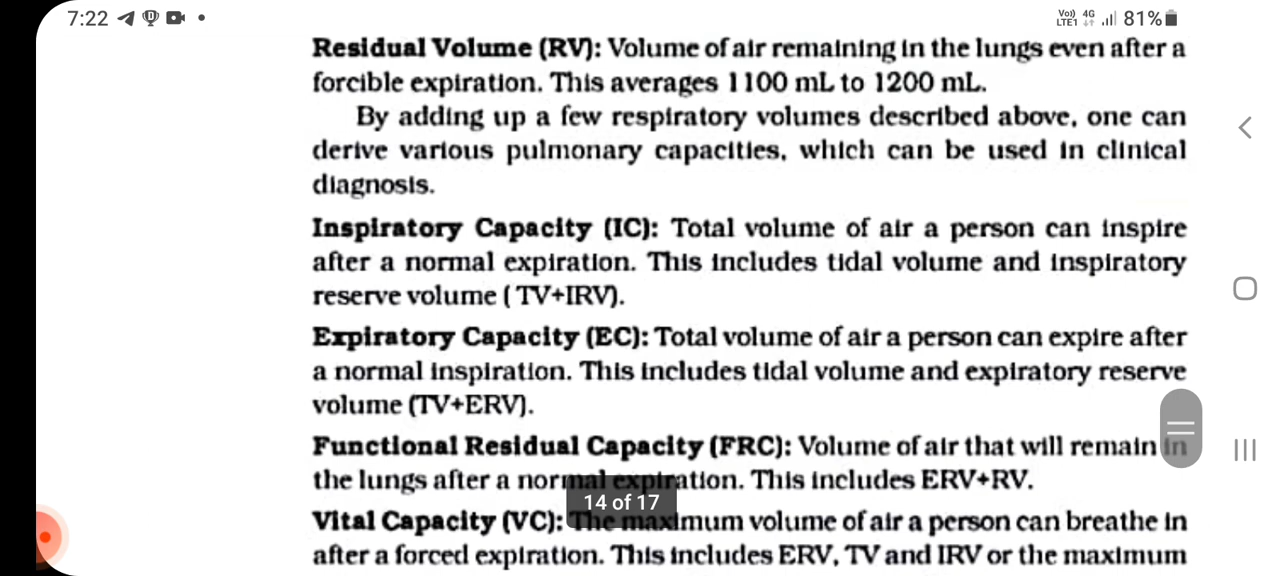 7:22
Vo)) 4G
LTE1 81%
Residual Volume (RV): Volume of air remaining in the lungs even after a
forcible expiration. This averages 1100 mL to 1200 mL.
By adding up a few respiratory volumes described above, one can
derive various pulmonary capacities, which can be used in clinical
diagnosis.
Inspiratory Capacity (IC): Total volume of air a person can inspire
after a normal expiration. This includes tidal volume and inspiratory
reserve volume ( TV+IRV).
Expiratory Capacity (EC): Total volume of air a person can expire after
a normal inspiration. This includes tidal volume and expiratory reserve
volume (TV+ERV).
Functional Residual Capacity (FRC): Volume of air that will remain in
the lungs after a normal expiration. This includes ERV+RV.
14 of 17
Vital Capacity (VC): The maximum volume of air a person can breathe in
after a forced expiration. This includes ERV, TV and IRV or the maximum